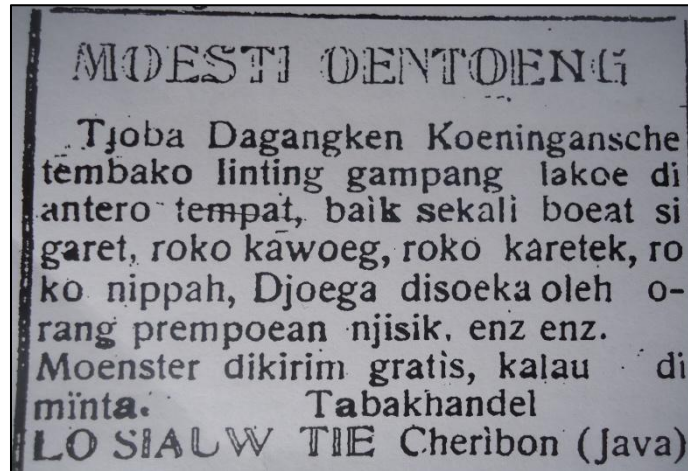 MOESTI OENTOENG
Tjoba Dagangken Koeningansche
tembako linting gampang lakoe di
antero tempat, baik sekali boeat si
garet, roko kawoeg, roko karetek, ro
ko nippah, Djoega disoeka oleh o-
rang prempoean njisik. enz enz.
Moenster dikirim gratis, kalau di
minta. Tabakhandel
LO SIAUW TIE Cheribon (Java)